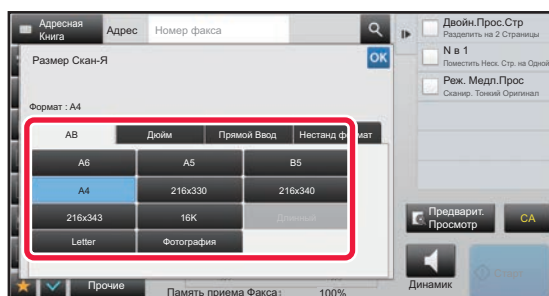 Адресная
Книга
Адрес
Номер факса
Двойн.Прос.Стр
Разделить на 2 Страницы
N в 1
Поместить Неск. Стр. на Одной
Реж. Медл.Прос
Сканир. Тонкий Оригинал
Размер Скан-Я
OK
Формат : A4
AB
Дюйм
Прямой Ввод
Нестанд формат
A6
A5
B5
A4
216x330
216x340
216x343
16K
Длинный
Letter
Фотография
Предварит.
Просмотр
CA
Прочие
Память приема Факса:
100%
Динамик
Старт